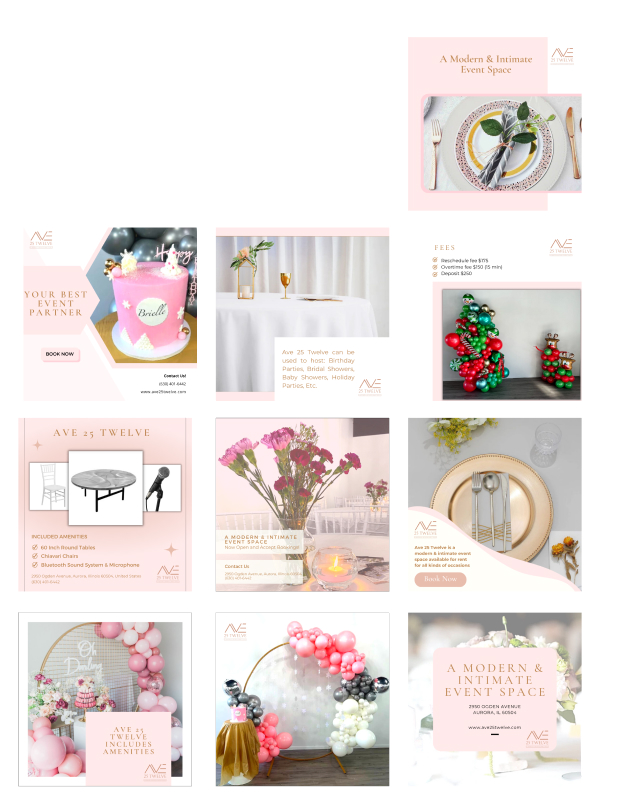 A Modern & Intimate
Event Space
AVE
25 TWELVE
AVE
25 TWELVE
Happy
YOUR BEST
EVENT
PARTNER
Brielle
BOOK NOW
Contact Us!
(630) 401-6442
www.ave25twelve.com
Ave 25 Twelve can be
used to host: Birthday
Parties, Bridal Showers,
Baby Showers, Holiday
Parties, Etc.
AVE
25 TWELVE
FEES
AVE
25 TWELVE
Reschedule fee $175
Overtime fee $150 (15 min)
Deposit $250
AVE 25 TWELVE
INCLUDED AMENITIES
60 Inch Round Tables
Chiavari Chairs
Bluetooth Sound System & Microphone
2950 Ogden Avenue, Aurora, Illinois 60504, United States
(630) 401-6442
AVE
25 TWELVE
A MODERN & INTIMATE
EVENT SPACE
Now Open and Accept Bookings
Contact Us
2950 Ogden Avenue, Aurora, Illinois
(630) 401-6442
AVE
25 TWELVE
Ave 25 Twelve is a
modern & intimate event
space available for rent
for all kinds of occasions
Book Now
Oh
Darling
AVE 25
TWELVE
INCLUDES
AMENITIES
AVE
25 TWELVE
AVE
25 TWELVE
A MODERN &
INTIMATE
EVENT SPACE
2950 OGDEN AVENUE
AURORA, IL 60504
www.ave25twelve.com
AVE
25 TWELVE